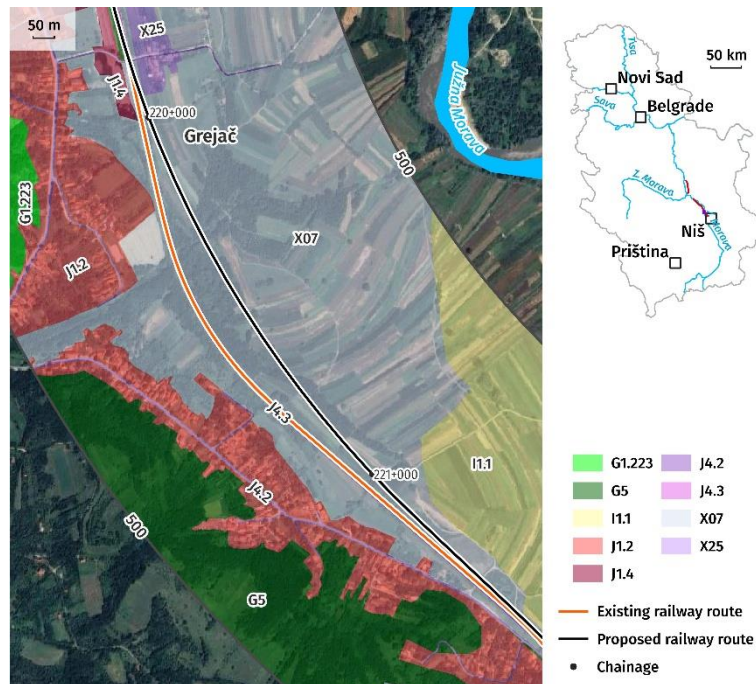 50 m
X25
J1.4
220+000
Grejač
Južna Morava
500
G1.223
J1.2
X07
J4.3
I1.1
221+000
J4.2
500
G5
50 km
Tisa
Novi Sad
Sava
Belgrade
Z. Morava
Niš
J. Morava
Priština
G1.223
G5
I1.1
J1.2
J1.4
J4.2
J4.3
X07
X25
Existing railway route
Proposed railway route
Chainage